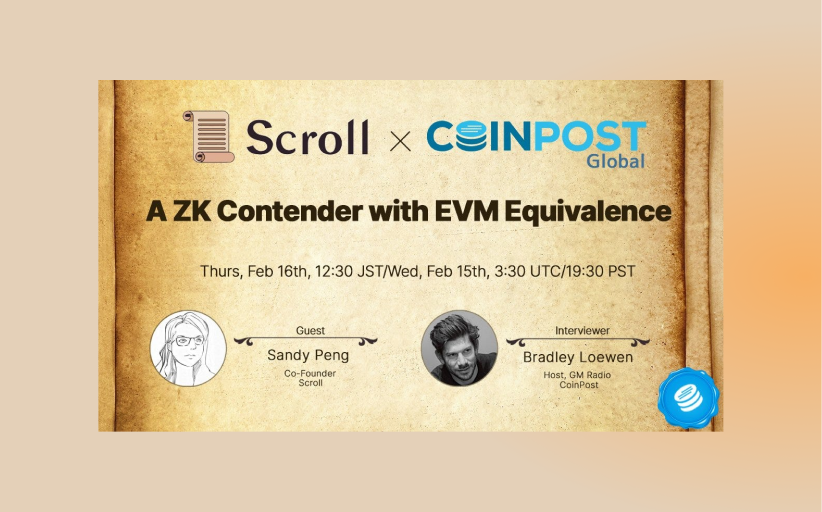 Scroll × COINPOST
Global
A ZK Contender with EVM Equivalence
Thurs, Feb 16th, 12:30 JST/Wed, Feb 15th, 3:30 UTC/19:30 PST
Guest
Sandy Peng
Co-Founder
Scroll
Interviewer
Bradley Loewen
Host, GM Radio
CoinPost